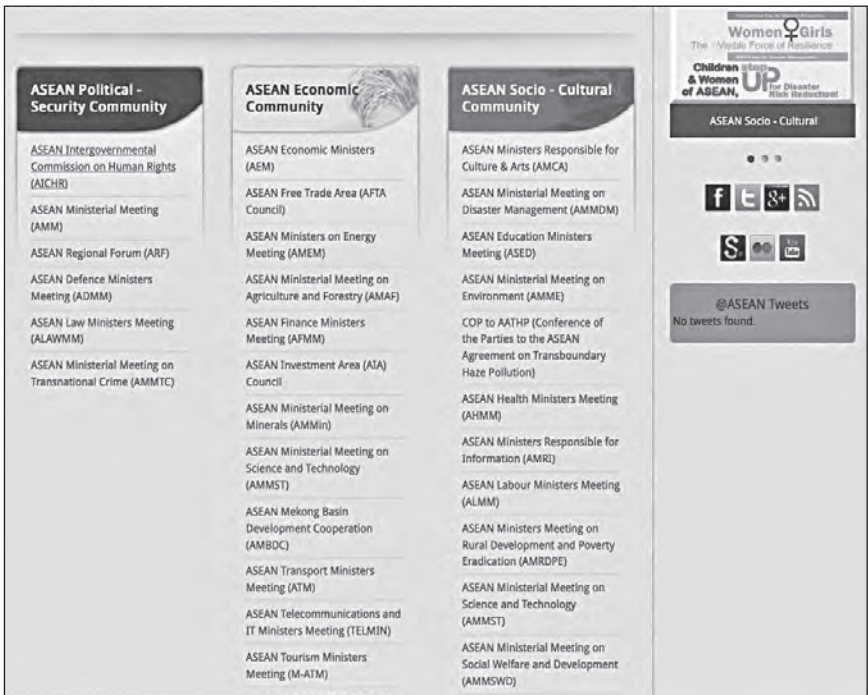 ASEAN Political -
Security Community
ASEAN Intergovernmental
Commission on Human Rights
(AICHR)
ASEAN Ministerial Meeting
(AMM)
ASEAN Regional Forum (ARF)
ASEAN Defence Ministers
Meeting (ADMM)
ASEAN Law Ministers Meeting
(ALAWMM)
ASEAN Ministerial Meeting on
Transnational Crime (AMMTC)
ASEAN Economic
Community
ASEAN Economic Ministers
(AEM)
ASEAN Free Trade Area (AFTA
Council)
ASEAN Ministers on Energy
Meeting (AMEM)
ASEAN Ministerial Meeting on
Agriculture and Forestry (AMAF)
ASEAN Finance Ministers
Meeting (AFMM)
ASEAN Investment Area (AIA)
Council
ASEAN Ministerial Meeting on
Minerals (AMMin)
ASEAN Ministerial Meeting on
Science and Technology
(AMMST)
ASEAN Mekong Basin
Development Cooperation
(AMBDC)
ASEAN Transport Ministers
Meeting (ATM)
ASEAN Telecommunications and
IT Ministers Meeting (TELMIN)
ASEAN Tourism Ministers
Meeting (M-ATM)
ASEAN Socio - Cultural
Community
ASEAN Ministers Responsible for
Culture & Arts (AMCA)
ASEAN Ministerial Meeting on
Disaster Management (AMMDM)
ASEAN Education Ministers
Meeting (ASED)
ASEAN Ministerial Meeting on
Environment (AMME)
COP to AATHP (Conference of
the Parties to the ASEAN
Agreement on Transboundary
Haze Pollution)
ASEAN Health Ministers Meeting
(AHMM)
ASEAN Ministers Responsible for
Information (AMRI)
ASEAN Labour Ministers Meeting
(ALMM)
ASEAN Ministers Meeting on
Rural Development and Poverty
Eradication (AMRDPE)
ASEAN Ministerial Meeting on
Science and Technology
(AMMST)
ASEAN Ministerial Meeting on
Social Welfare and Development
(AMMSWD)
Women Girls
Visible Force of Resilience
Children step
& Women UP for Disaster
of ASEAN, Risk Reduction!
ASEAN Socio - Cultural
f t 8+
S You Tube
@ASEAN Tweets
No tweets found.